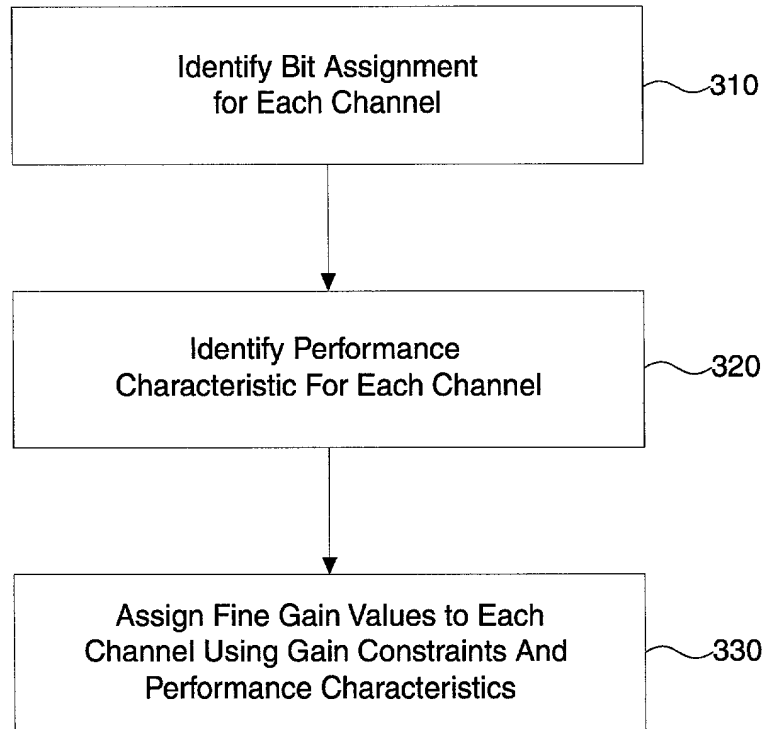 Identify Bit Assignment
for Each Channel
310
Identify Performance
Characteristic For Each Channel
320
Assign Fine Gain Values to Each
Channel Using Gain Constraints And
Performance Characteristics
330